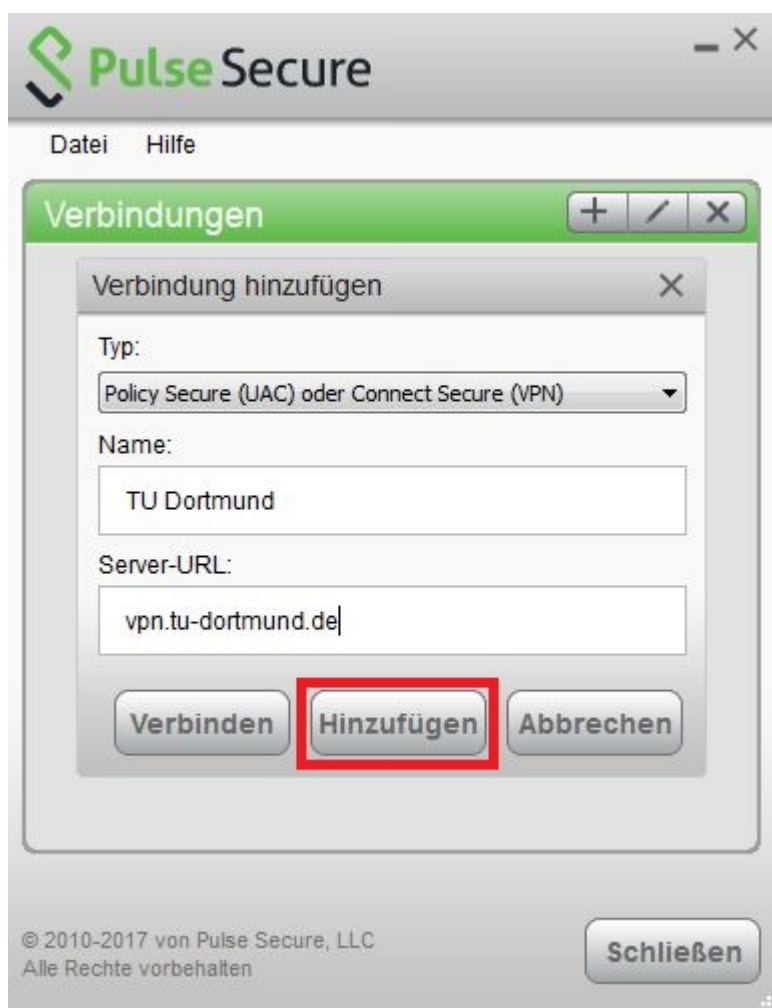 Pulse Secure
Datei Hilfe
Verbindungen
Verbindung hinzufügen
Typ:
Policy Secure (UAC) oder Connect Secure (VPN)
Name:
TU Dortmund
Server-URL:
vpn.tu-dortmund.de
Verbinden Hinzufügen Abbrechen
© 2010-2017 von Pulse Secure, LLC
Alle Rechte vorbehalten
Schließen